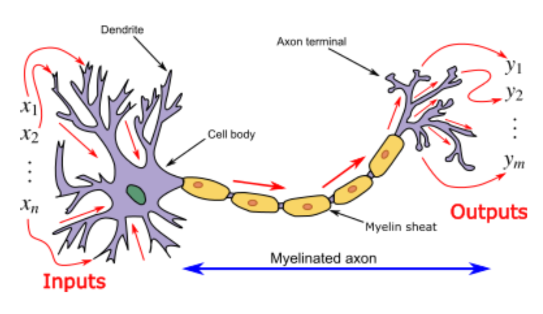 Dendrite
Axon terminal
y1
x1
y2
x2
Cell body
⋮
⋮
ym
xn
Outputs
Myelin sheat
Myelinated axon
Inputs